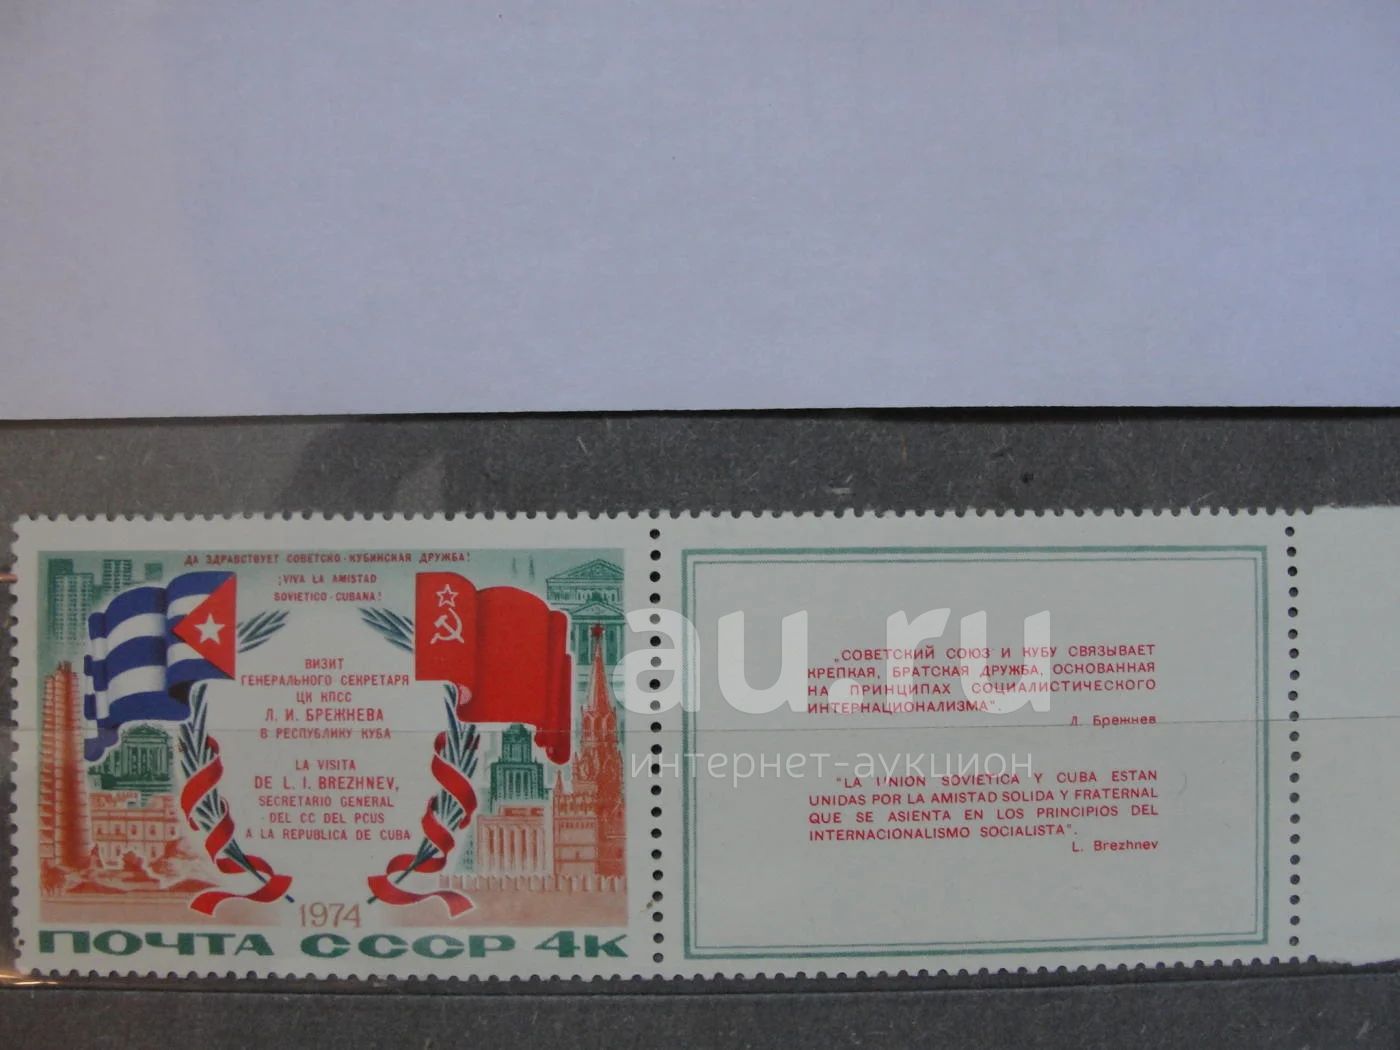 ДА ЗДРАВСТВУЕТ СОВЕТСКО-КУБИНСКАЯ ДРУЖБА!
¡VIVA LA AMISTAD
SOVIETICO-CUBANA!
ВИЗИТ
ГЕНЕРАЛЬНОГО СЕКРЕТАРЯ
ЦК КПСС
Л. И. БРЕЖНЕВА
В РЕСПУБЛИКУ КУБА
LA VISITA
DE L. I. BREZHNEV,
SECRETARIO GENERAL
DEL CC DEL PCUS
A LA REPUBLICA DE CUBA
1974
ПОЧТА СССР 4К
„СОВЕТСКИЙ СОЮЗ И КУБУ СВЯЗЫВАЕТ
КРЕПКАЯ, БРАТСКАЯ ДРУЖБА, ОСНОВАННАЯ
НА ПРИНЦИПАХ СОЦИАЛИСТИЧЕСКОГО
ИНТЕРНАЦИОНАЛИЗМА".
Л. Брежнев
"LA UNION SOVIETICA Y CUBA ESTAN
UNIDAS POR LA AMISTAD SOLIDA Y FRATERNAL
QUE SE ASIENTA EN LOS PRINCIPIOS DEL
INTERNACIONALISMO SOCIALISTA".
L. Brezhnev
au.ru
интернет-аукцион